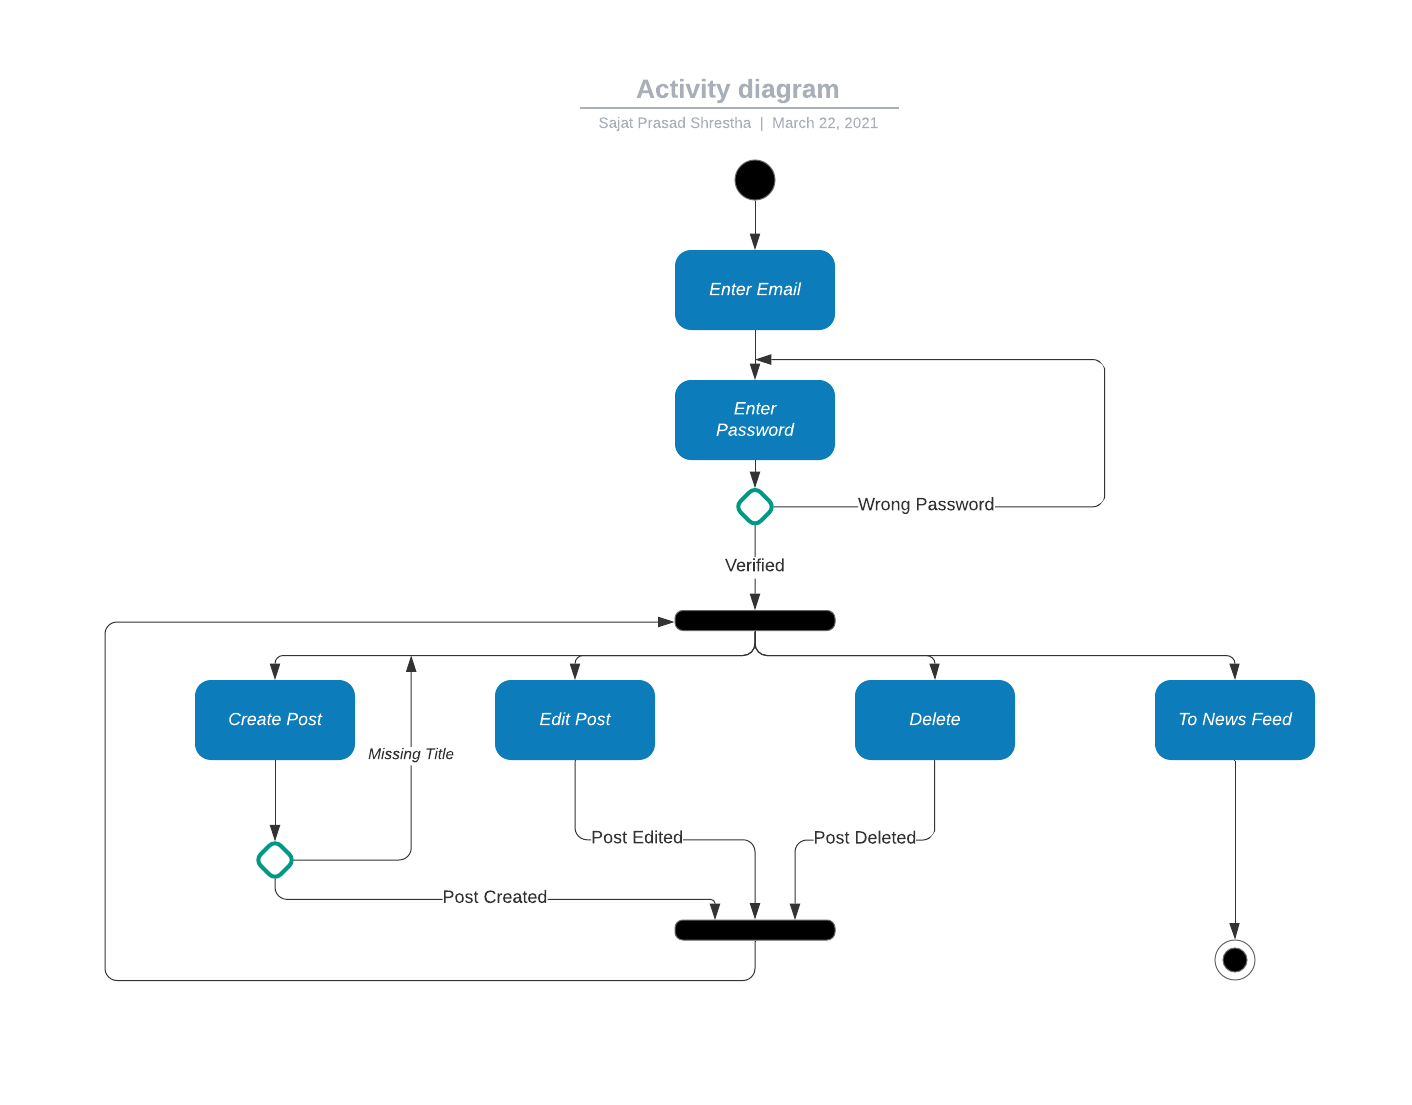 Activity diagram
Sajat Prasad Shrestha | March 22, 2021
Enter Email
Enter
Password
Wrong Password
Verified
Create Post
Edit Post
Delete
To News Feed
Missing Title
Post Edited
Post Deleted
Post Created